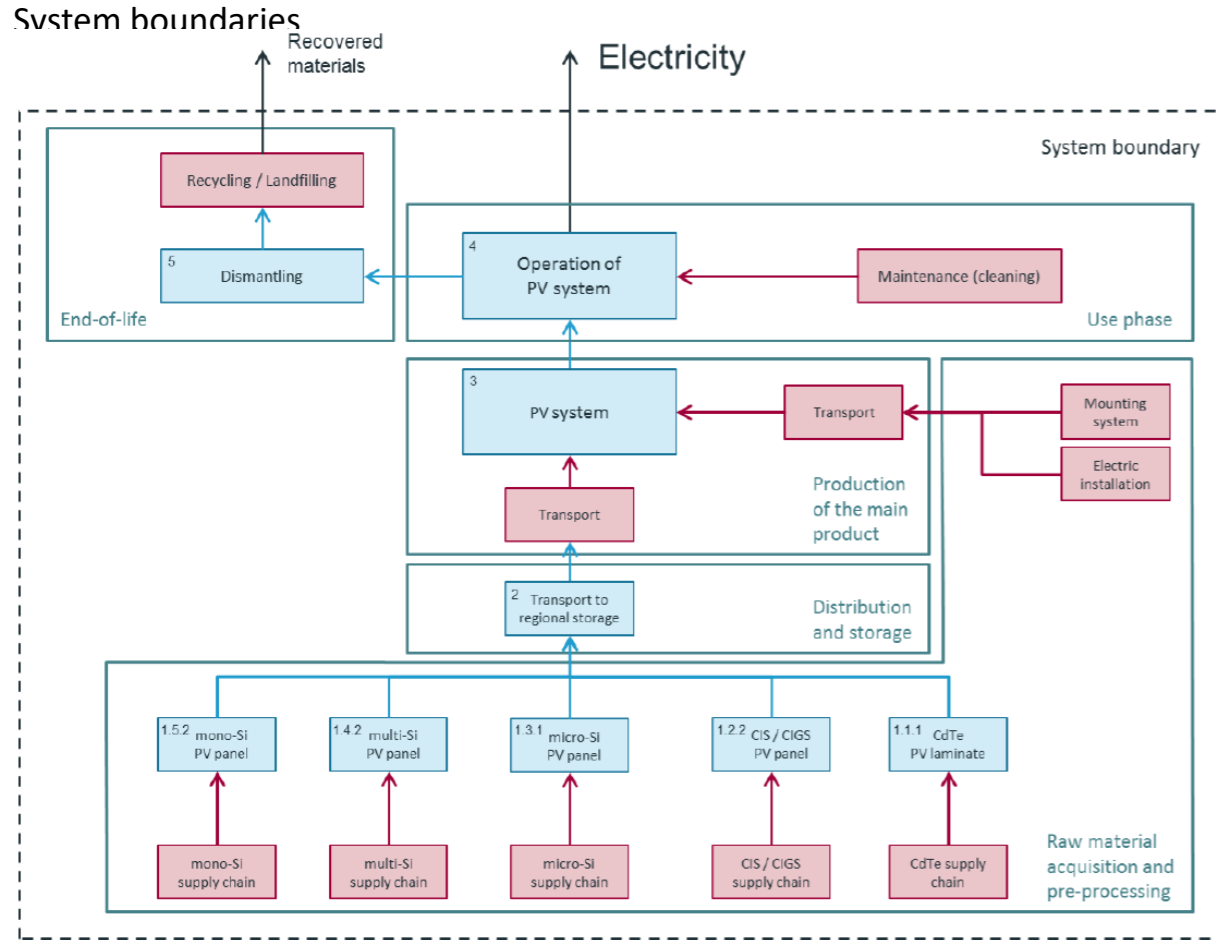 System boundaries
Recovered
materials
Electricity
System boundary
Recycling / Landfilling
5
Dismantling
End-of-life
4
Operation of
PV system
Maintenance (cleaning)
Use phase
3
PV system
Transport
Mounting
system
Electric
installation
Transport
Production
of the main
product
2
Transport to
regional storage
Distribution
and storage
1.5.2
mono-Si
PV panel
1.4.2
multi-Si
PV panel
1.3.1
micro-Si
PV panel
1.2.2
CIS / CIGS
PV panel
1.1.1
CdTe
PV laminate
mono-Si
supply chain
multi-Si
supply chain
micro-Si
supply chain
CIS / CIGS
supply chain
CdTe supply
chain
Raw material
acquisition and
pre-processing